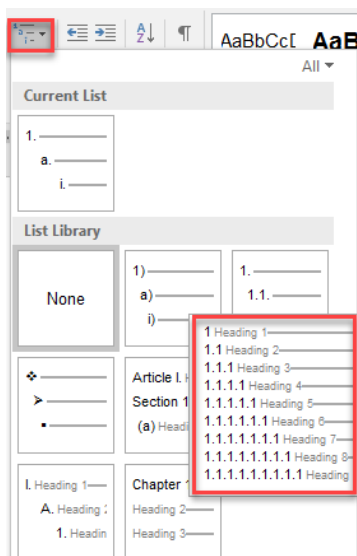 AaBbCcD AaB
All
Current List
1.
a.
i.
List Library
None
1)
a)
i)
1.
1.1.
1 Heading 1
1.1 Heading 2
1.1.1 Heading 3
1.1.1.1 Heading 4
1.1.1.1.1 Heading 5
1.1.1.1.1.1 Heading 6
1.1.1.1.1.1.1 Heading 7
1.1.1.1.1.1.1.1 Heading 8
1.1.1.1.1.1.1.1.1 Heading
Article I.
Section 1
(a) Headi
I. Heading 1
A. Heading 2
1. Headin
Chapter
Heading 2
Heading 3